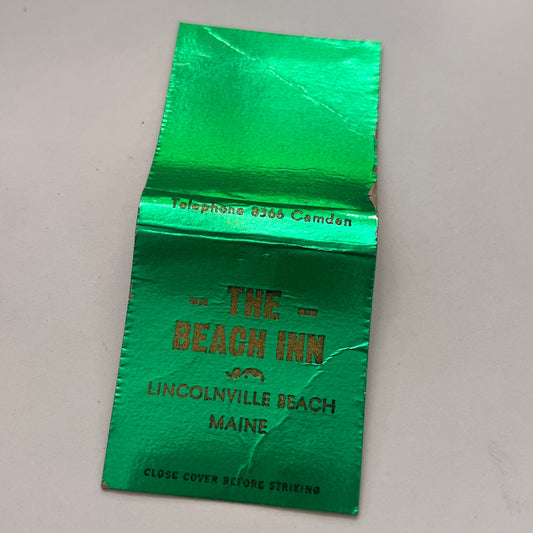 Telephone 8366 Camden
THE
BEACH INN
LINCOLNVILLE BEACH
MAINE
CLOSE COVER BEFORE STRIKING